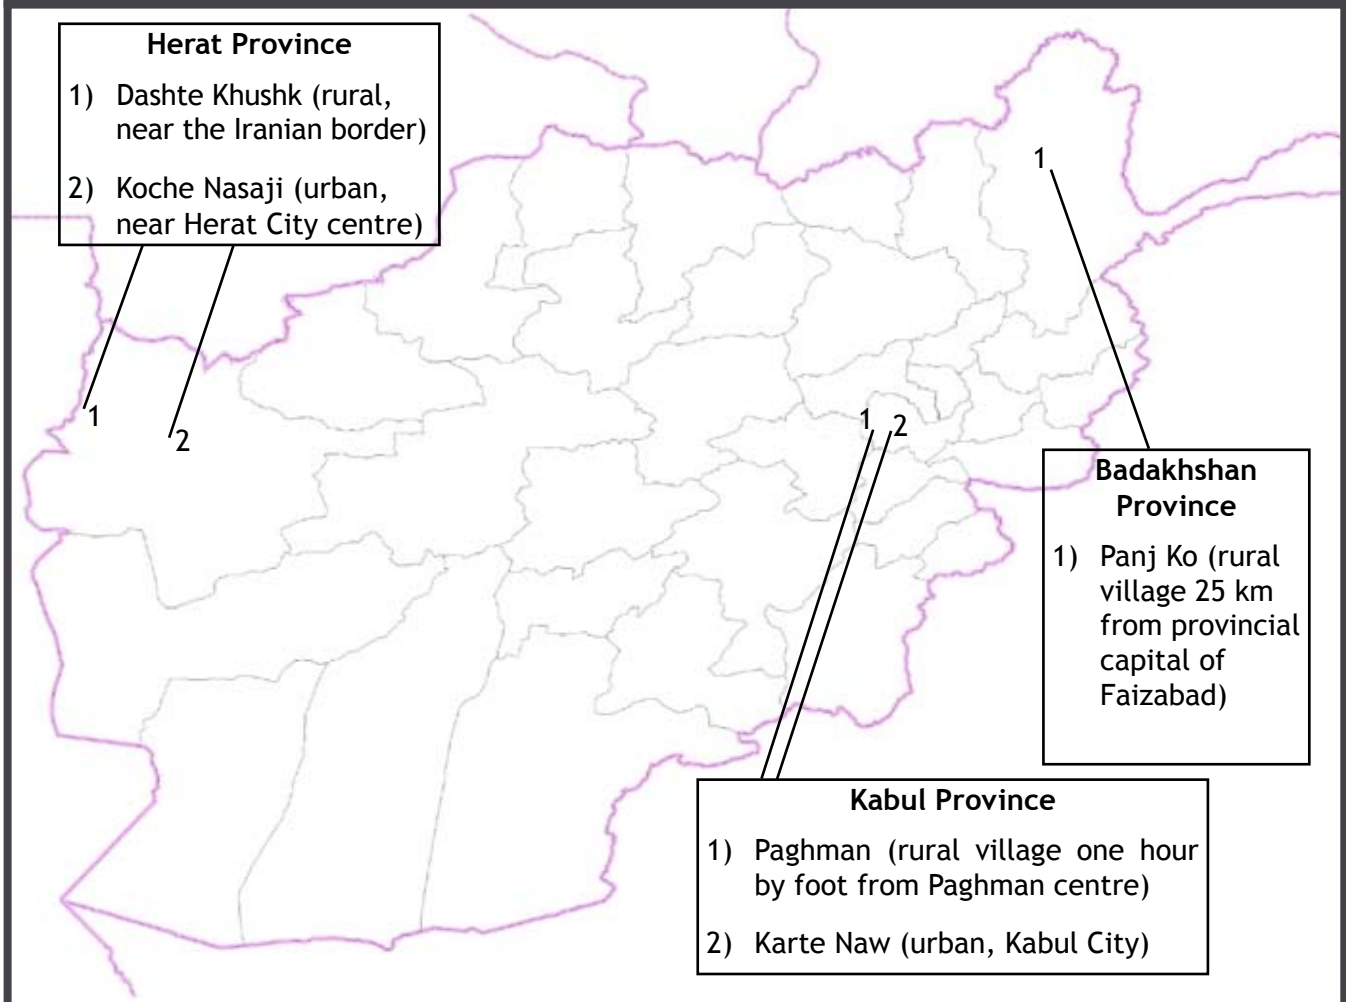 Herat Province
1) Dashte Khushk (rural,
near the Iranian border)
2) Koche Nasaji (urban,
near Herat City centre)
1
2
1
1
2
Badakhshan
Province
1) Panj Ko (rural
village 25 km
from provincial
capital of
Faizabad)
Kabul Province
1) Paghman (rural village one hour
by foot from Paghman centre)
2) Karte Naw (urban, Kabul City)